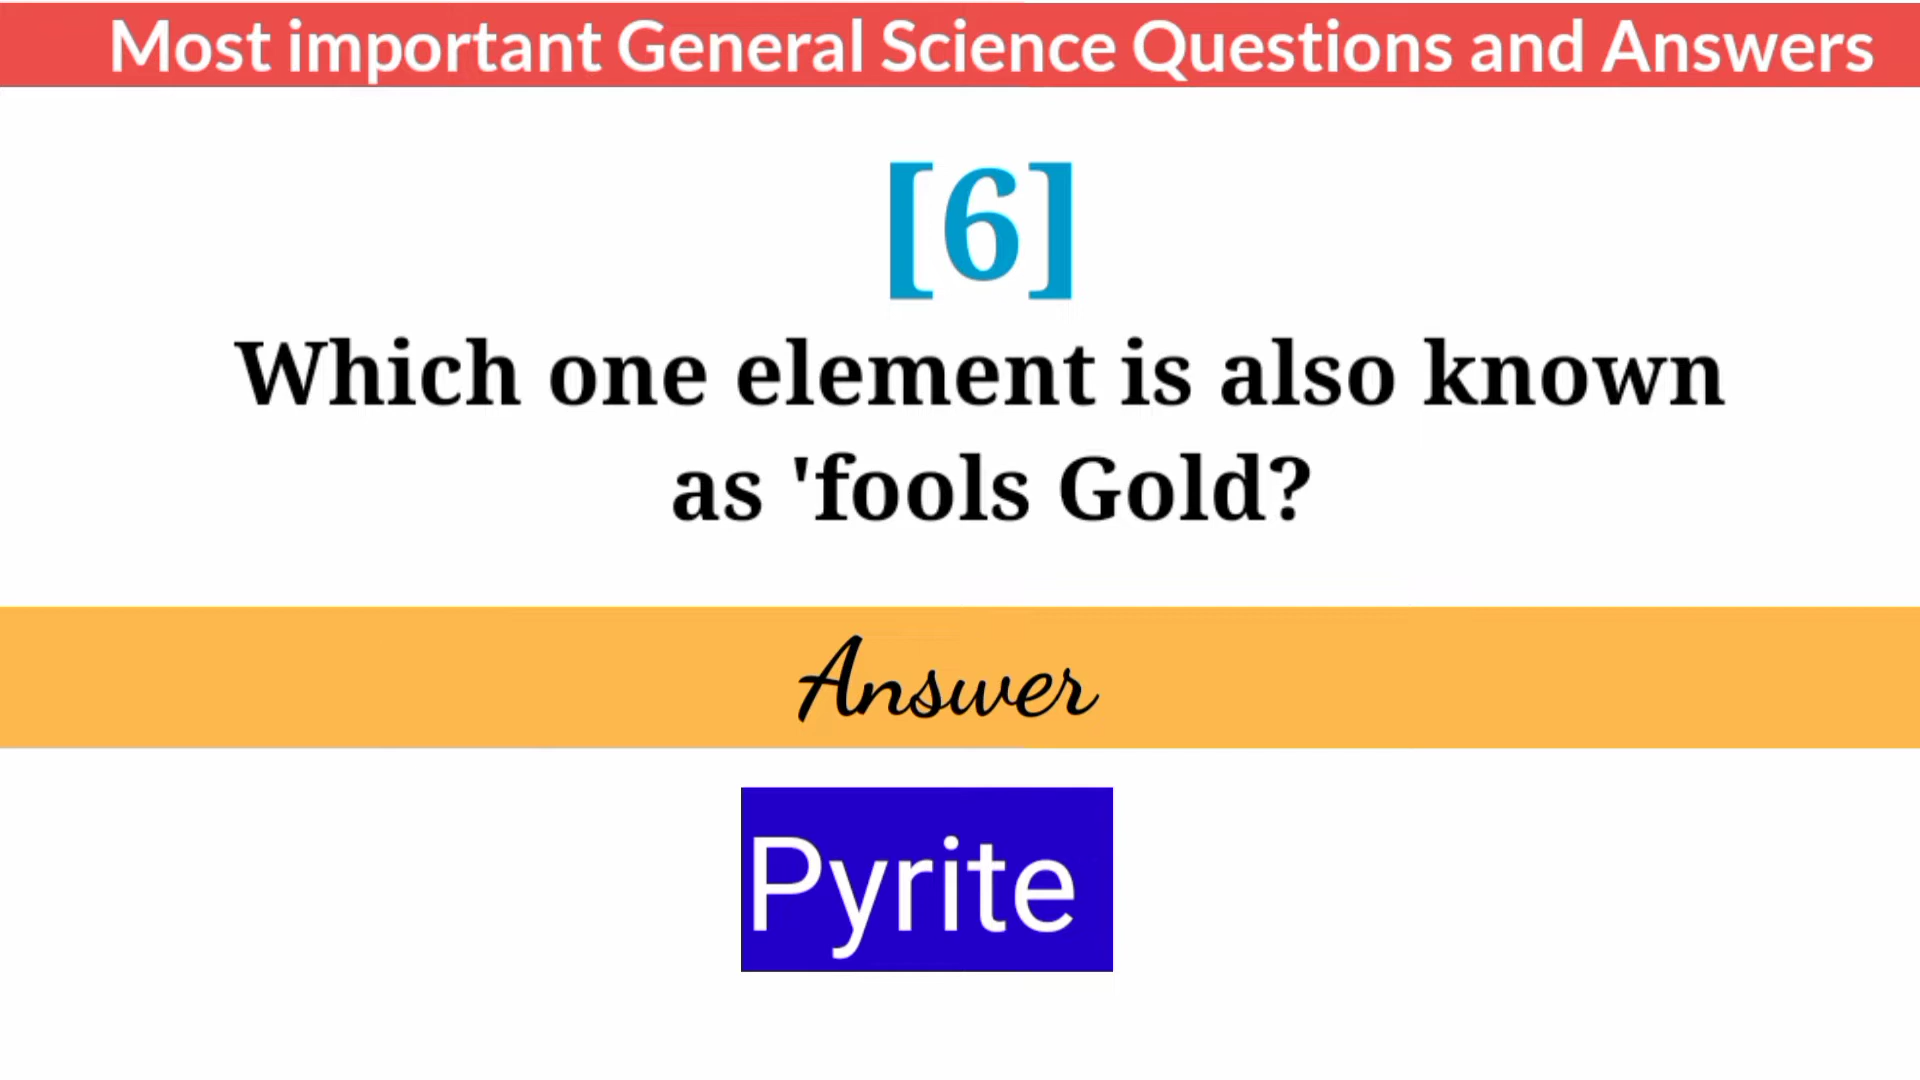 Most important General Science Questions and Answers
[6]
Which one element is also known
as 'fools Gold?
Answer
Pyrite